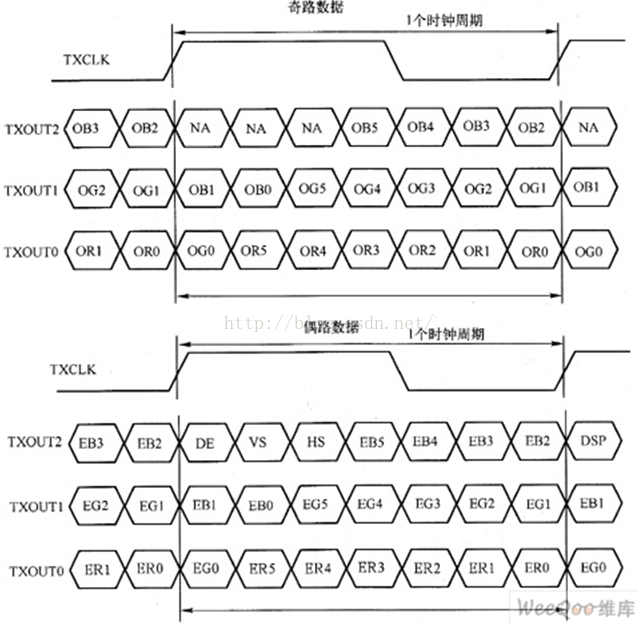 奇路数据
1个时钟周期
TXCLK
TXOUT2 OB3 OB2 NA NA NA OB5 OB4 OB3 OB2 NA
TXOUT1 OG2 OG1 OB1 OB0 OG5 OG4 OG3 OG2 OG1 OB1
TXOUT0 OR1 OR0 OG0 OR5 OR4 OR3 OR2 OR1 OR0 OG0
偶路数据
1个时钟周期
TXCLK
TXOUT2 EB3 EB2 DE VS HS EB5 EB4 EB3 EB2 DSP
TXOUT1 EG2 EG1 EB1 EB0 EG5 EG4 EG3 EG2 EG1 EB1
TXOUT0 ER1 ER0 EG0 ER5 ER4 ER3 ER2 ER1 ER0 EG0
WeeQoo维库